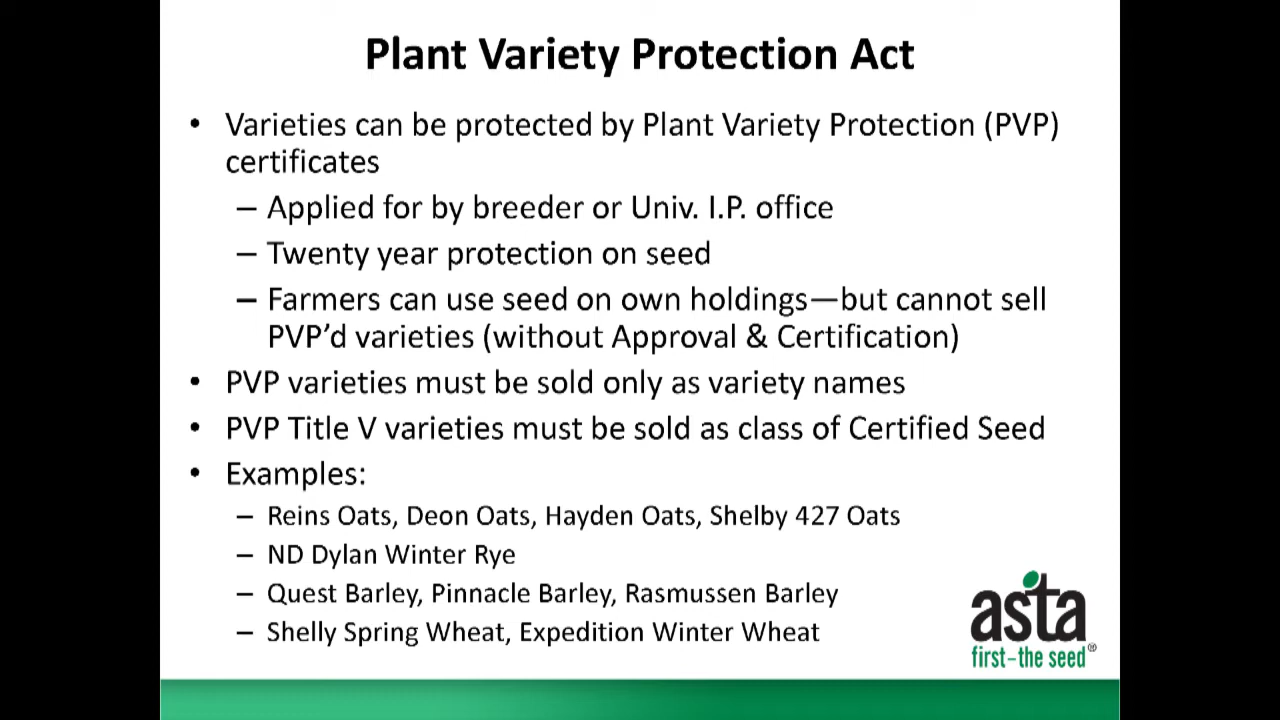 Plant Variety Protection Act
• Varieties can be protected by Plant Variety Protection (PVP)
certificates
– Applied for by breeder or Univ. I.P. office
– Twenty year protection on seed
– Farmers can use seed on own holdings—but cannot sell
PVP’d varieties (without Approval & Certification)
• PVP varieties must be sold only as variety names
• PVP Title V varieties must be sold as class of Certified Seed
• Examples:
– Reins Oats, Deon Oats, Hayden Oats, Shelby 427 Oats
– ND Dylan Winter Rye
– Quest Barley, Pinnacle Barley, Rasmussen Barley
– Shelly Spring Wheat, Expedition Winter Wheat
asta
first–the seed®